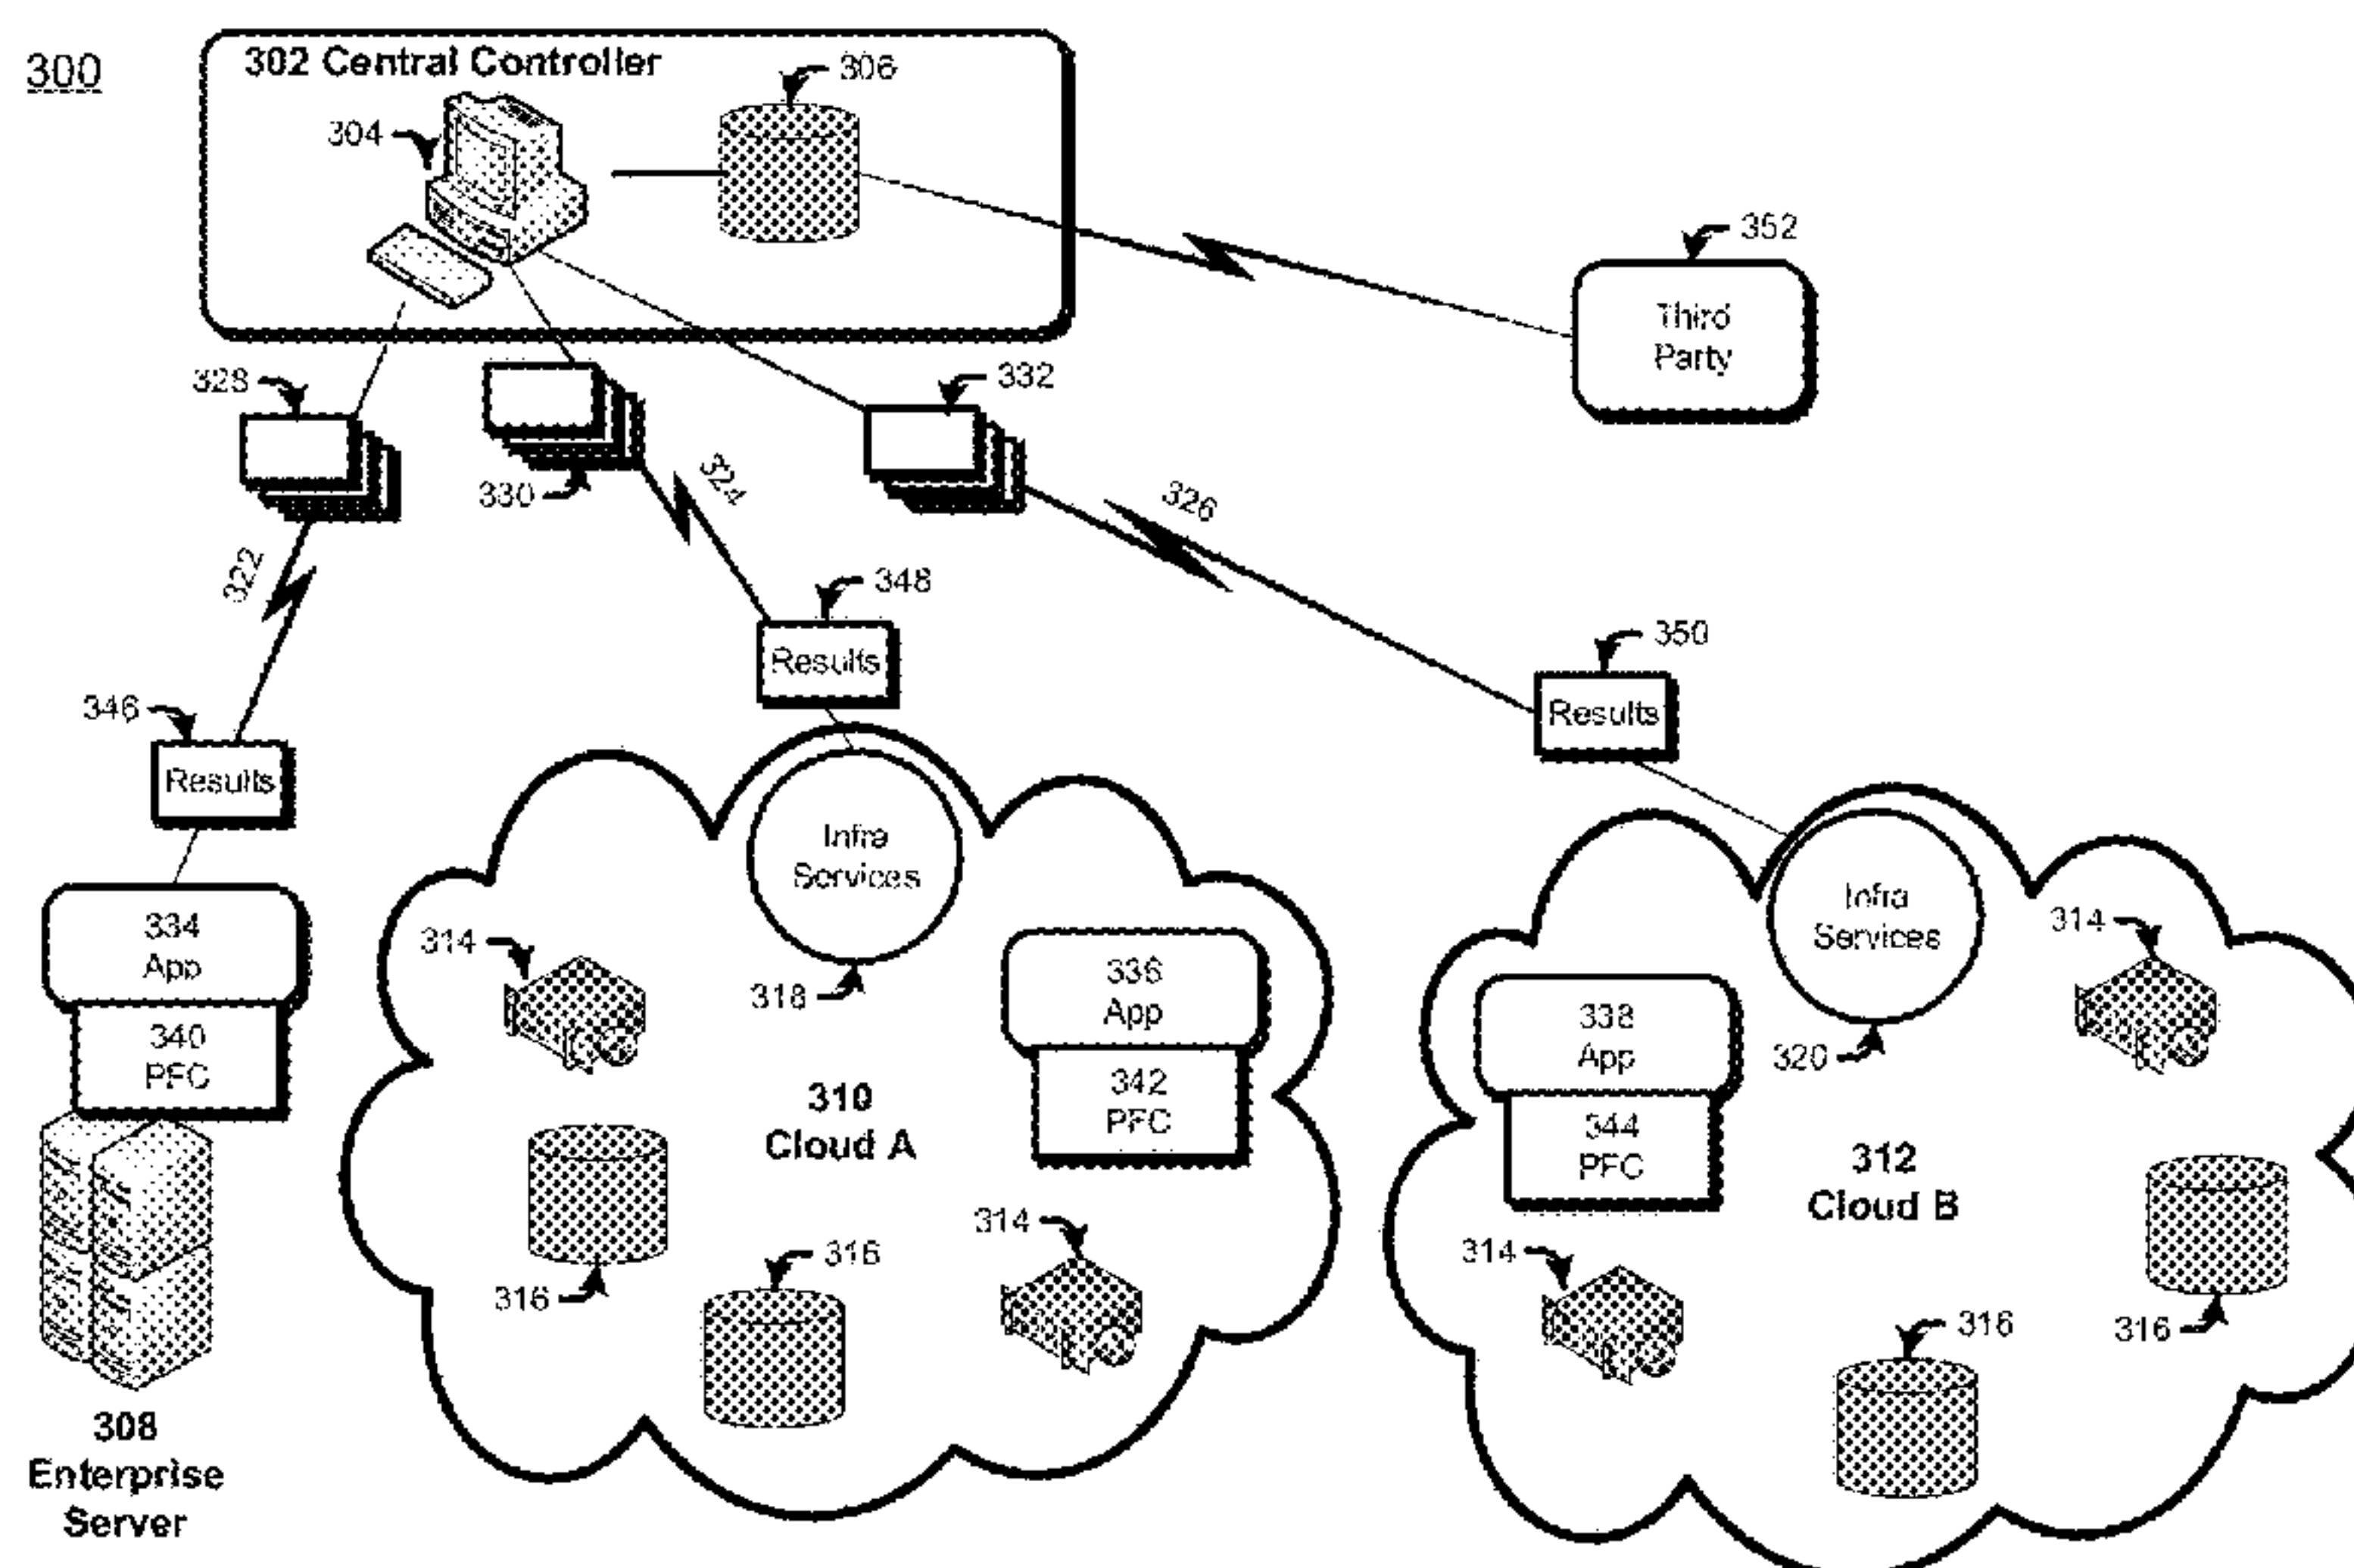 300
302 Central Controller
306
304
352
Third
Party
328
332
330
324
326
322
348
Results
350
Results
346
Results
Infra
Services
Infra
Services
334
App
314
314
336
App
318
338
App
320
340
PFC
342
PFC
310
Cloud A
344
PFC
312
Cloud B
314
314
316
316
316
316
308
Enterprise
Server